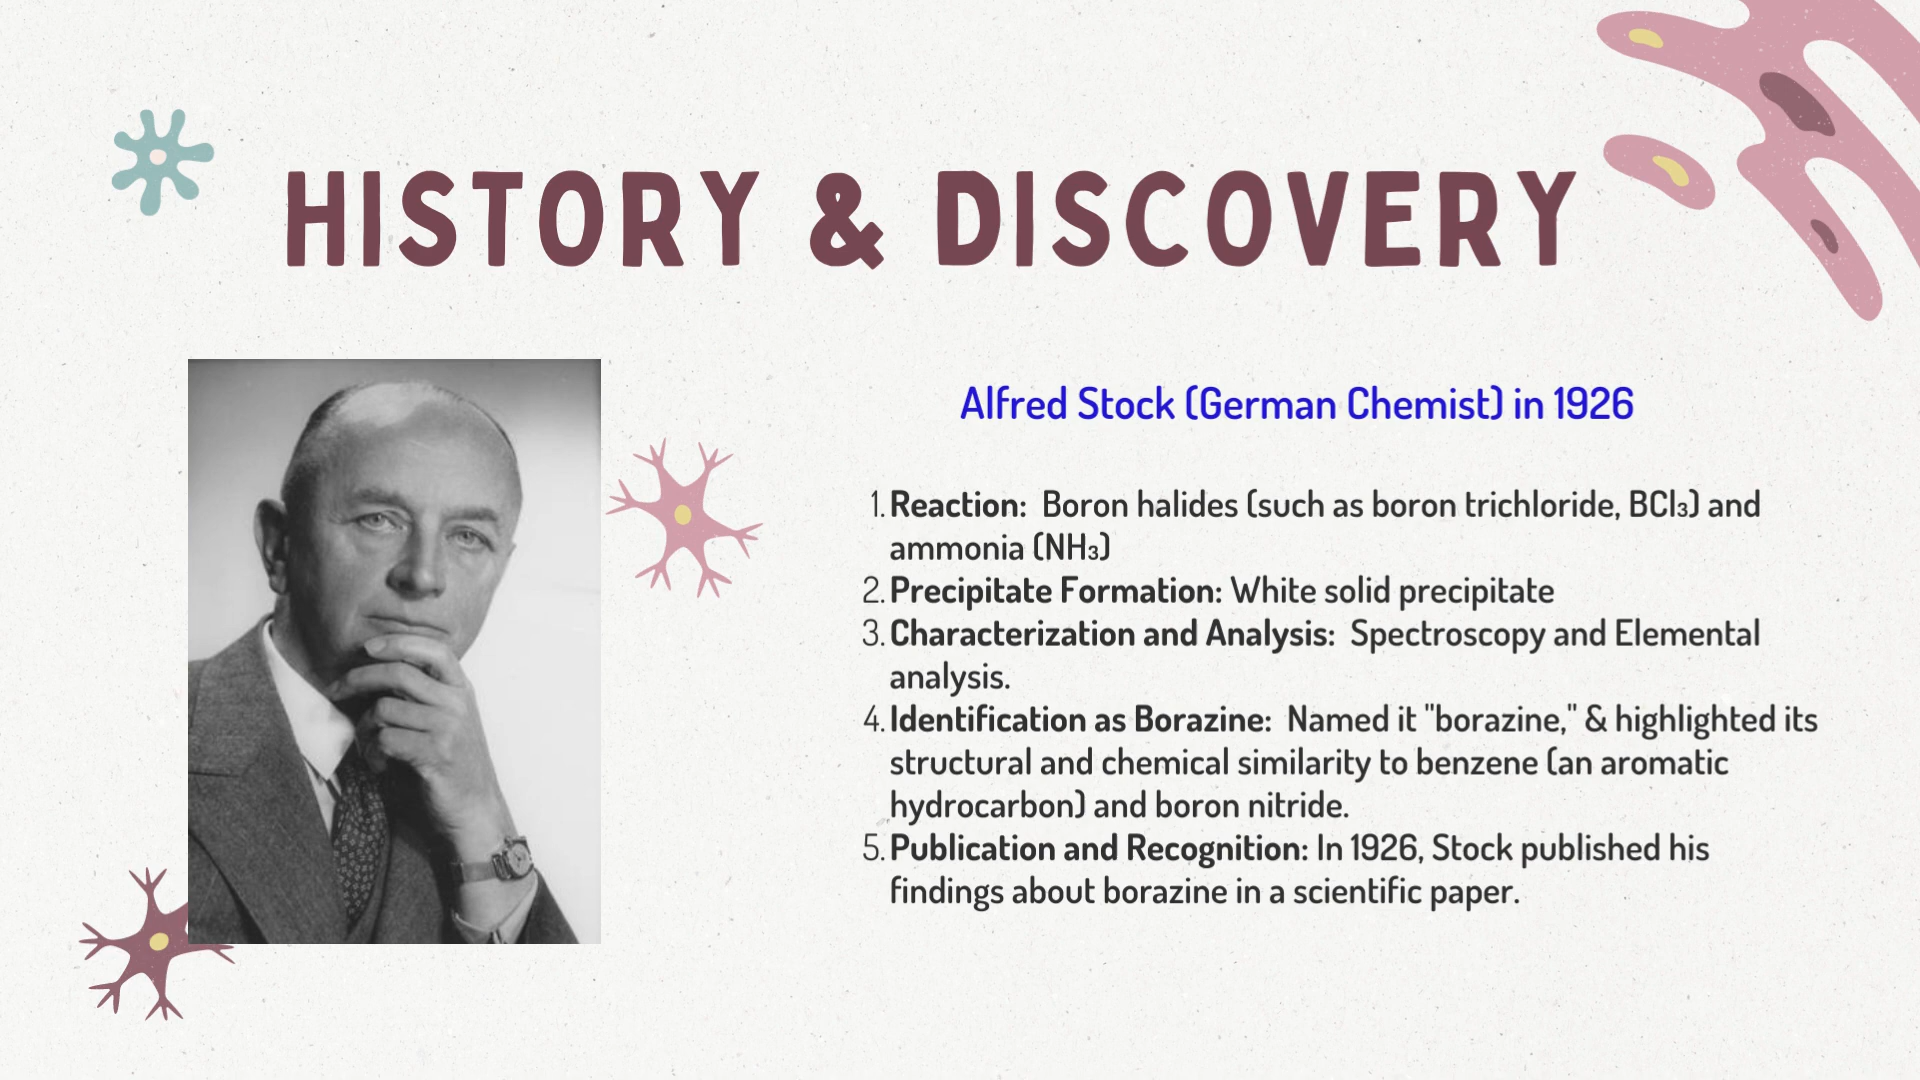 HISTORY & DISCOVERY
Alfred Stock (German Chemist) in 1926
1. Reaction: Boron halides (such as boron trichloride, BCl₃) and
ammonia (NH₃)
2. Precipitate Formation: White solid precipitate
3. Characterization and Analysis: Spectroscopy and Elemental
analysis.
4. Identification as Borazine: Named it "borazine," & highlighted its
structural and chemical similarity to benzene (an aromatic
hydrocarbon) and boron nitride.
5. Publication and Recognition: In 1926, Stock published his
findings about borazine in a scientific paper.